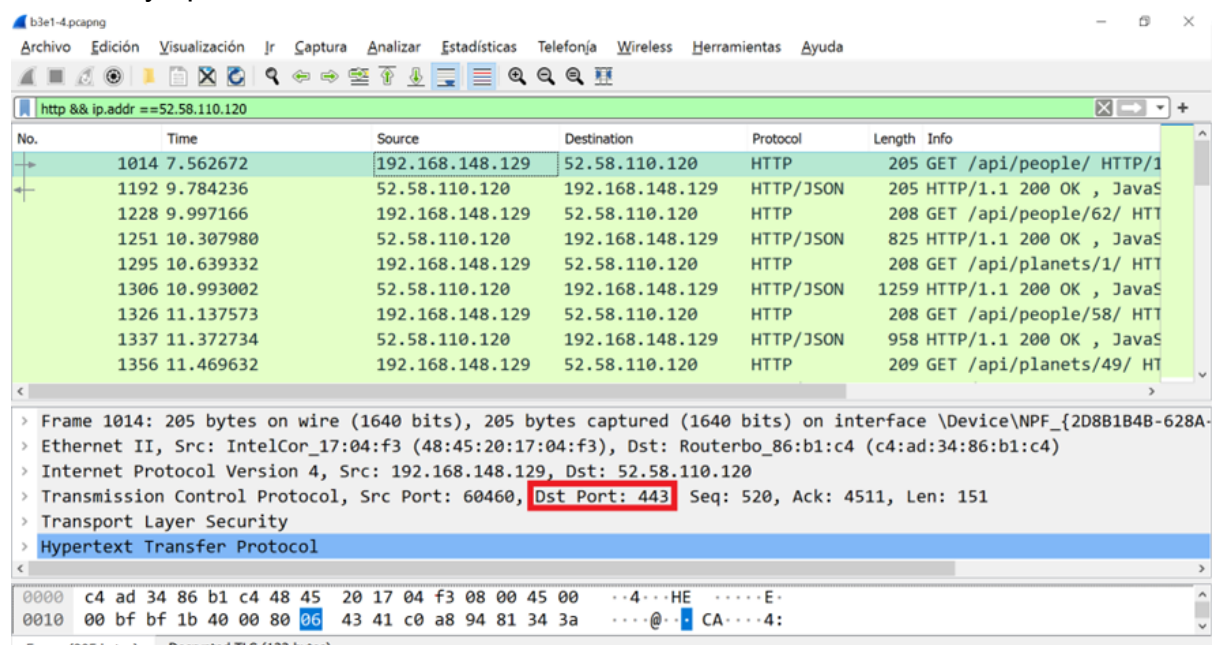 b3e1-4.pcapng
Archivo Edición Visualización Ir Captura Analizar Estadísticas Telefonía Wireless Herramientas Ayuda
http && ip.addr ==52.58.110.120
No. Time Source Destination Protocol Length Info
1014 7.562672 192.168.148.129 52.58.110.120 HTTP 205 GET /api/people/ HTTP/1
1192 9.784236 52.58.110.120 192.168.148.129 HTTP/JSON 205 HTTP/1.1 200 OK , JavaS
1228 9.997166 192.168.148.129 52.58.110.120 HTTP 208 GET /api/people/62/ HTT
1251 10.307980 52.58.110.120 192.168.148.129 HTTP/JSON 825 HTTP/1.1 200 OK , JavaS
1295 10.639332 192.168.148.129 52.58.110.120 HTTP 208 GET /api/planets/1/ HTT
1306 10.993002 52.58.110.120 192.168.148.129 HTTP/JSON 1259 HTTP/1.1 200 OK , JavaS
1326 11.137573 192.168.148.129 52.58.110.120 HTTP 208 GET /api/people/58/ HTT
1337 11.372734 52.58.110.120 192.168.148.129 HTTP/JSON 958 HTTP/1.1 200 OK , JavaS
1356 11.469632 192.168.148.129 52.58.110.120 HTTP 209 GET /api/planets/49/ HT
Frame 1014: 205 bytes on wire (1640 bits), 205 bytes captured (1640 bits) on interface \Device\NPF_{2D8B1B4B-628A-
Ethernet II, Src: IntelCor_17:04:f3 (48:45:20:17:04:f3), Dst: Routerbo_86:b1:c4 (c4:ad:34:86:b1:c4)
Internet Protocol Version 4, Src: 192.168.148.129, Dst: 52.58.110.120
Transmission Control Protocol, Src Port: 60460, Dst Port: 443 Seq: 520, Ack: 4511, Len: 151
Transport Layer Security
Hypertext Transfer Protocol
0000 c4 ad 34 86 b1 c4 48 45 20 17 04 f3 08 00 45 00 ··4···HE ·····E·
0010 00 bf bf 1b 40 00 80 06 43 41 c0 a8 94 81 34 3a ····@··· CA····4: